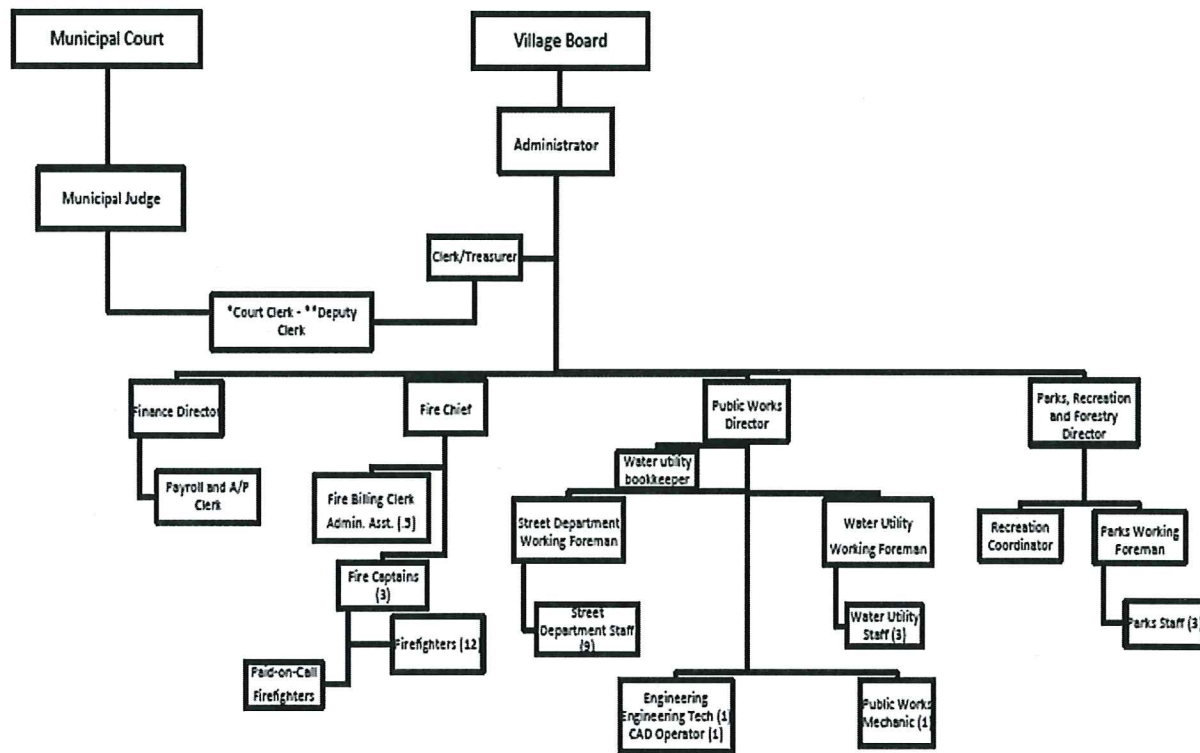 Municipal Court
Village Board
Administrator
Municipal Judge
Clerk/Treasurer
*Court Clerk - **Deputy
Clerk
Finance Director
Fire Chief
Public Works
Director
Parks, Recreation
and Forestry
Director
Payroll and A/P
Clerk
Fire Billing Clerk
Admin. Asst. (.5)
Water utility
bookkeeper
Street Department
Working Foreman
Water Utility
Working Foreman
Recreation
Coordinator
Parks Working
Foreman
Fire Captains
(3)
Street
Department Staff
(9)
Water Utility
Staff (3)
Parks Staff (3)
Firefighters (12)
Paid-on-Call
Firefighters
Engineering
Engineering Tech (1)
CAD Operator (1)
Public Works
Mechanic (1)